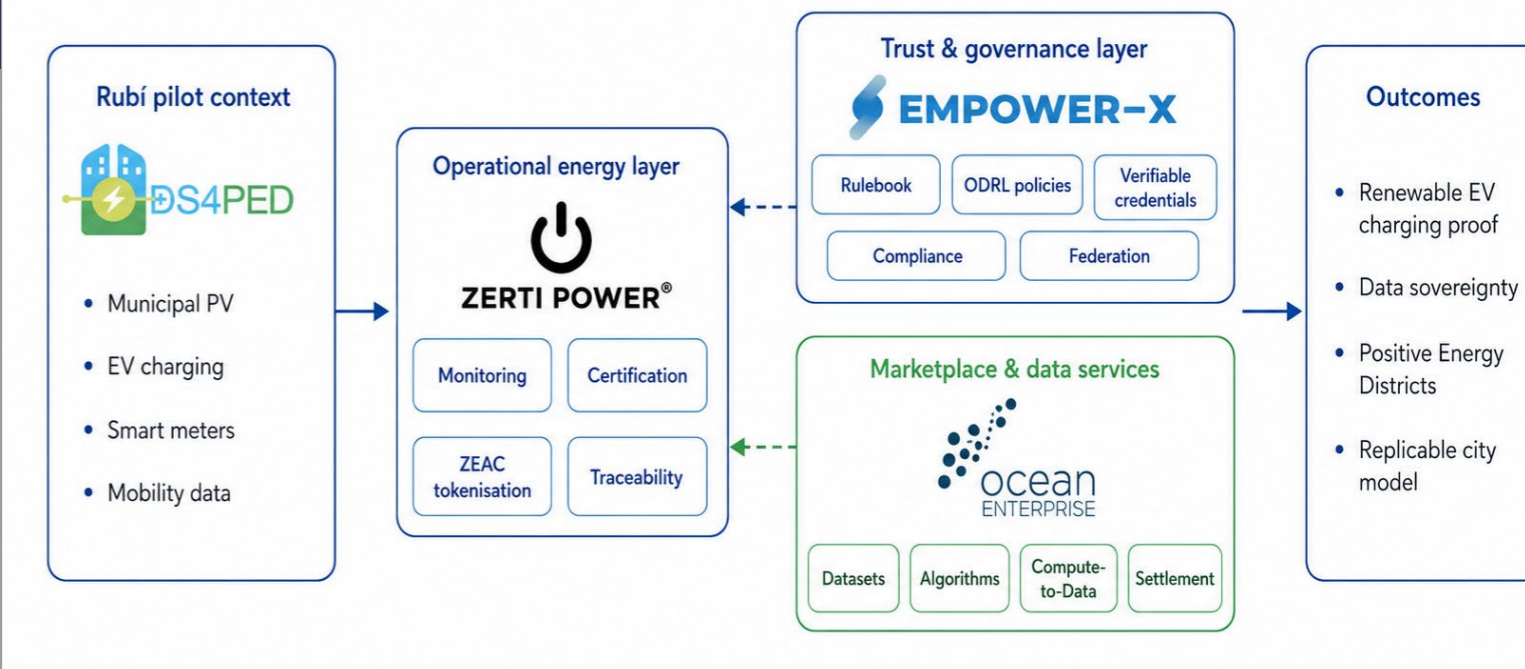 Rubí pilot context
DS4PED
Municipal PV
EV charging
Smart meters
Mobility data
Operational energy layer
ZERTI POWER®
Monitoring
Certification
ZEAC
tokenisation
Traceability
Trust & governance layer
EMPOWER-X
Rulebook
ODRL policies
Verifiable
credentials
Compliance
Federation
Marketplace & data services
ocean
ENTERPRISE
Datasets
Algorithms
Compute-
to-Data
Settlement
Outcomes
Renewable EV
charging proof
Data sovereignty
Positive Energy
Districts
Replicable city
model